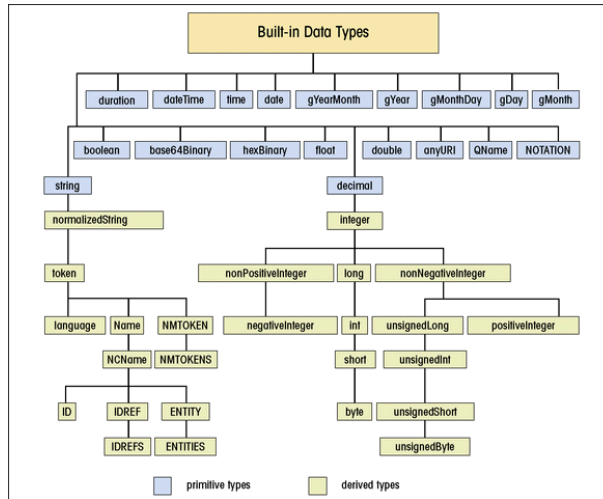 Built-in Data Types
duration dateTime time date gYearMonth gYear gMonthDay gDay gMonth
boolean base64Binary hexBinary float double anyURI QName NOTATION
string decimal
normalizedString integer
token nonPositiveInteger long nonNegativeInteger
language Name NMTOKEN negativeInteger int unsignedLong positiveInteger
NCName NMTOKENS short unsignedInt
ID IDREF ENTITY byte unsignedShort
IDREFS ENTITIES unsignedByte
primitive types derived types